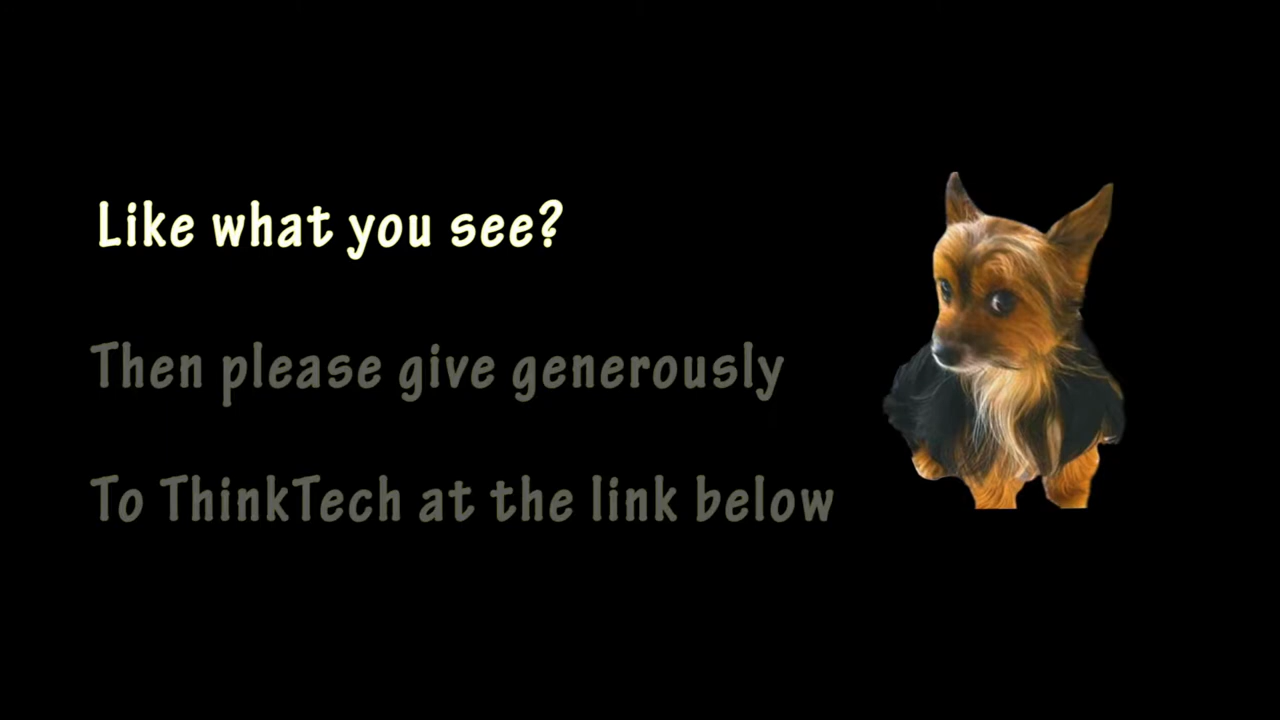 Like what you see?
Then please give generously
To ThinkTech at the link below